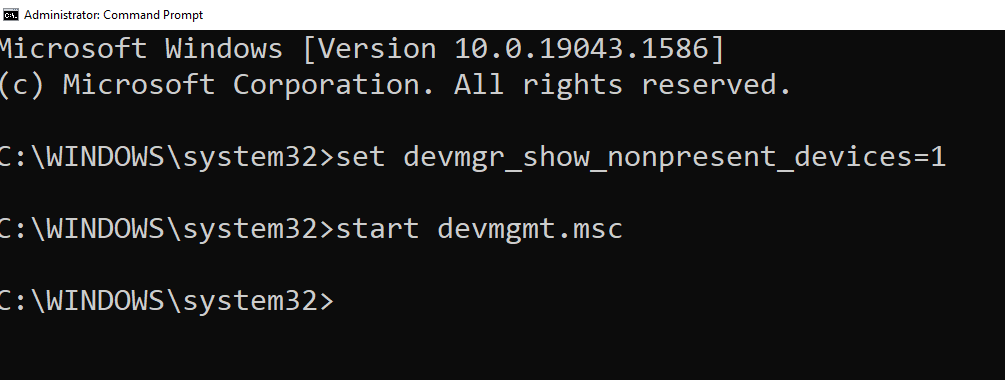 Administrator: Command Prompt
Microsoft Windows [Version 10.0.19043.1586]
(c) Microsoft Corporation. All rights reserved.
C:\WINDOWS\system32>set devmgr_show_nonpresent_devices=1
C:\WINDOWS\system32>start devmgmt.msc
C:\WINDOWS\system32>